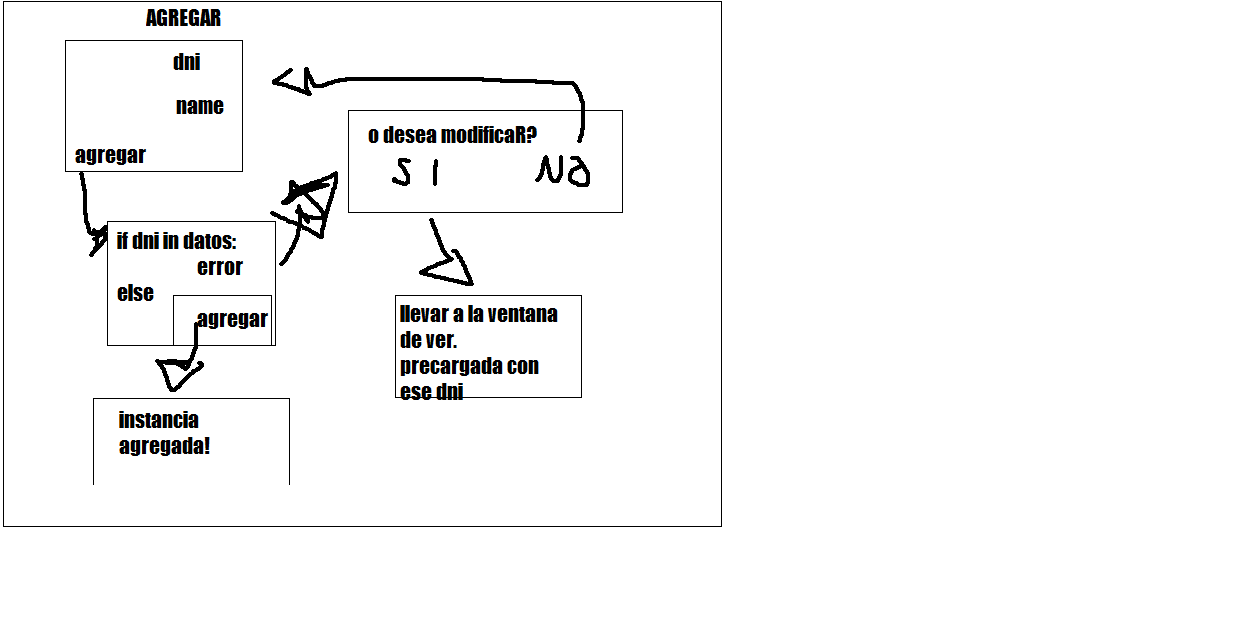 AGREGAR
dni
name
agregar
o desea modificaR?
SI NO
if dni in datos:
error
else
agregar
llevar a la ventana
de ver.
precargada con
ese dni
instancia
agregada!